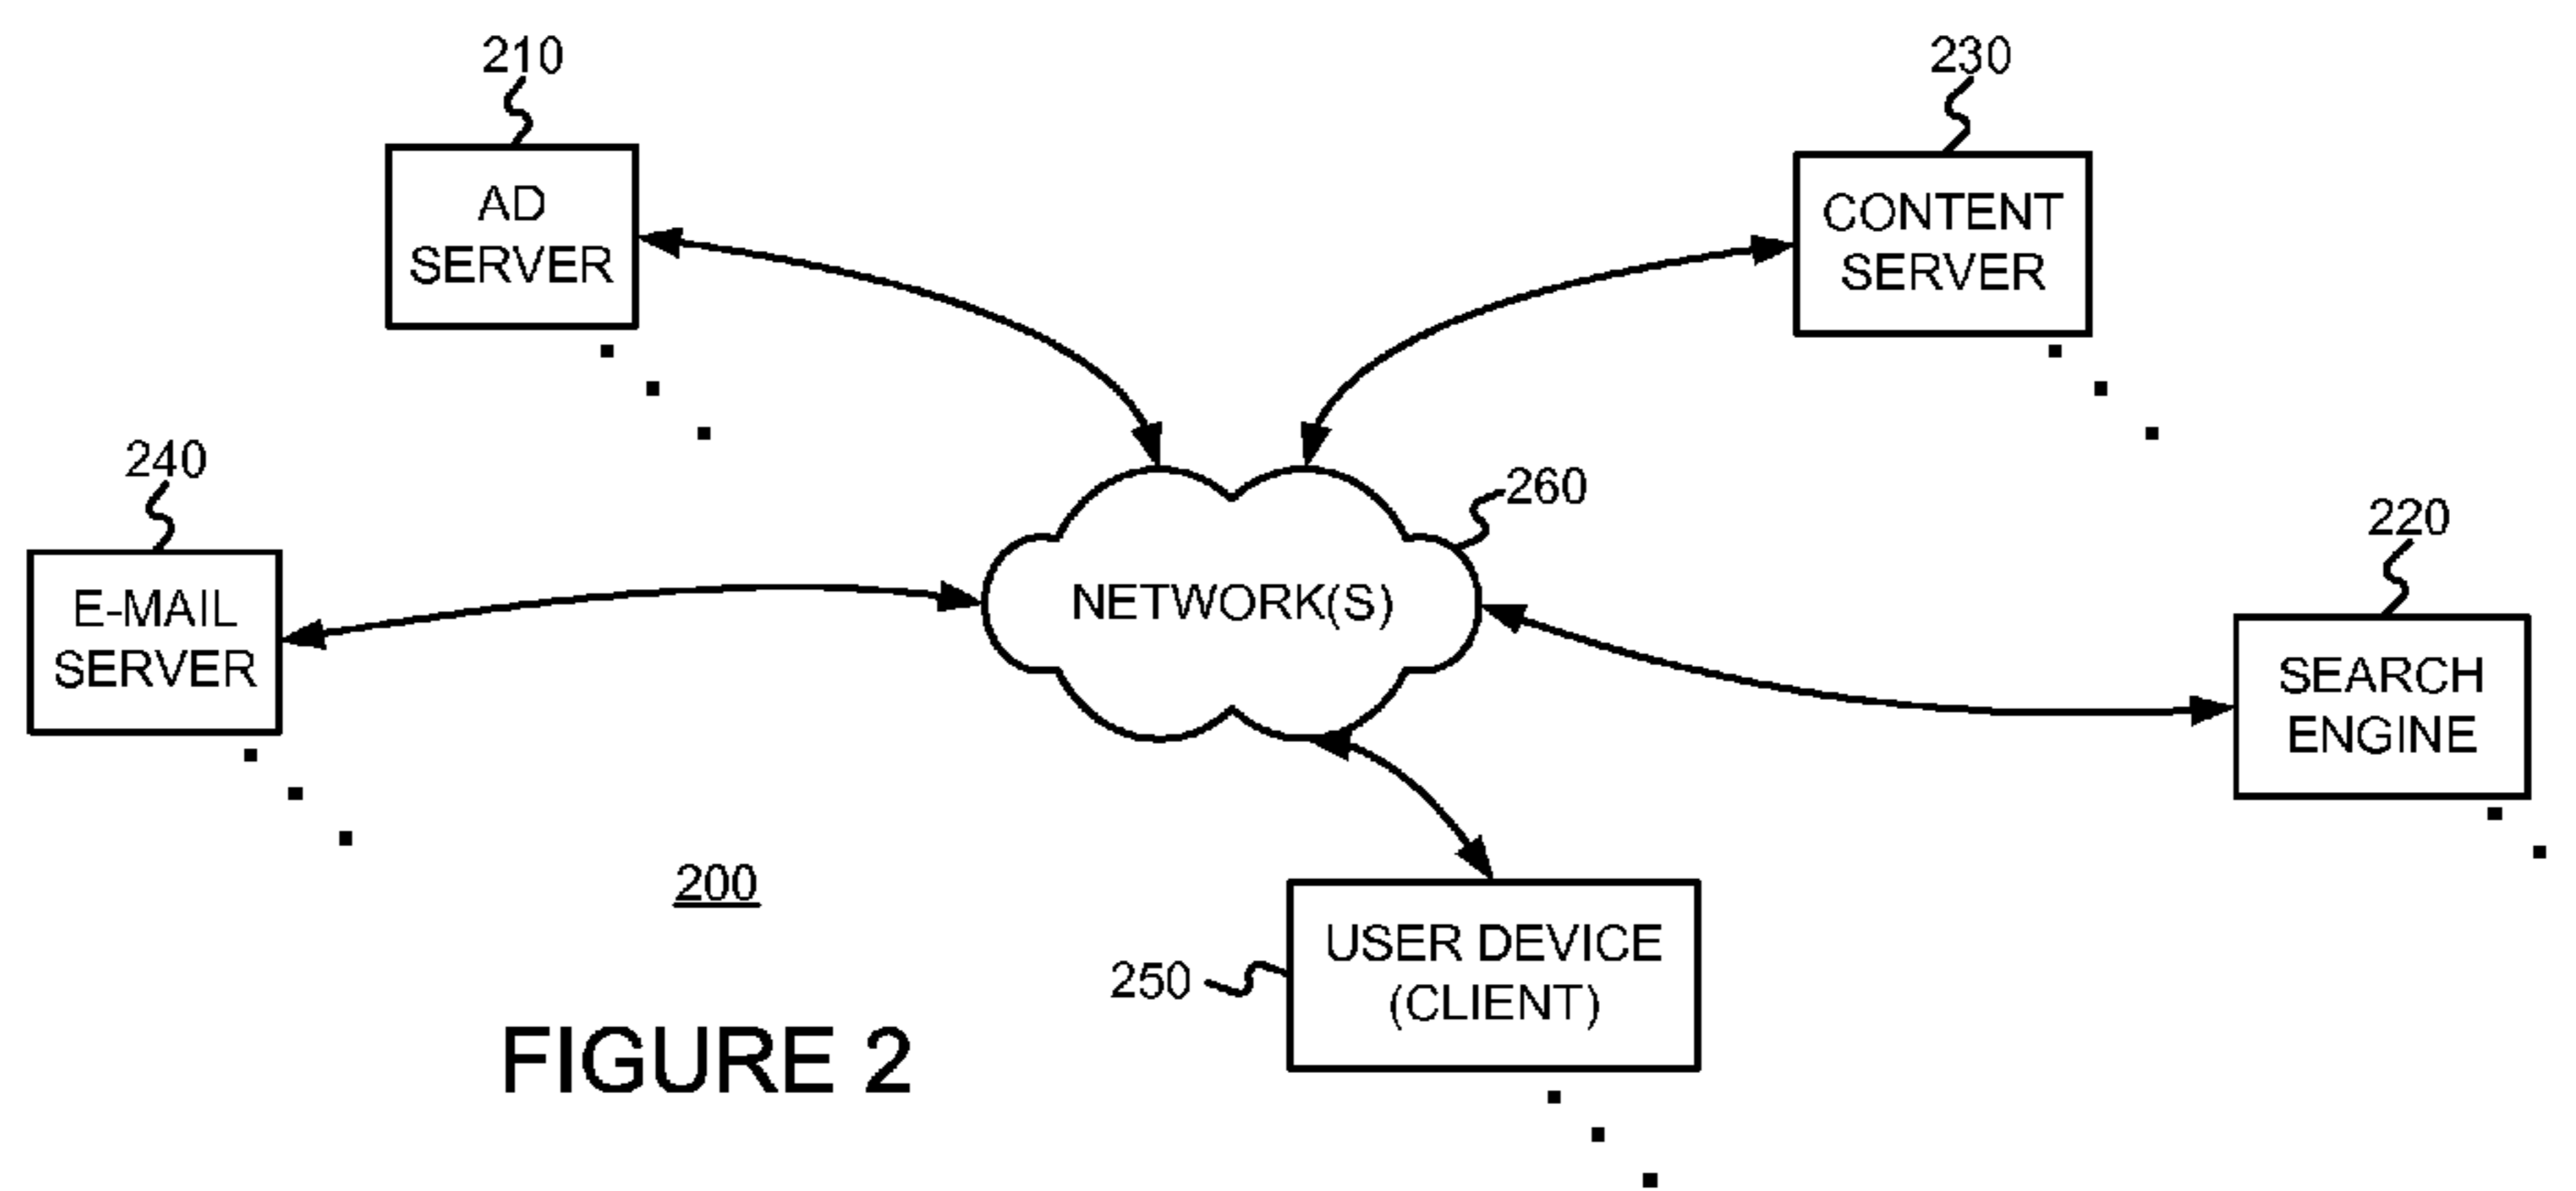 210
AD
SERVER
230
CONTENT
SERVER
240
E-MAIL
SERVER
260
NETWORK(S)
220
SEARCH
ENGINE
200
250
USER DEVICE
(CLIENT)
FIGURE 2